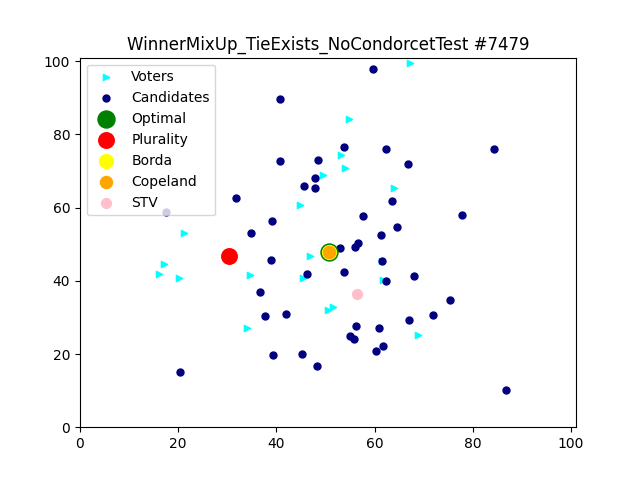 WinnerMixUp_TieExists_NoCondorcetTest #7479
100
80
60
40
20
0
0 20 40 60 80 100
Voters
Candidates
Optimal
Plurality
Borda
Copeland
STV